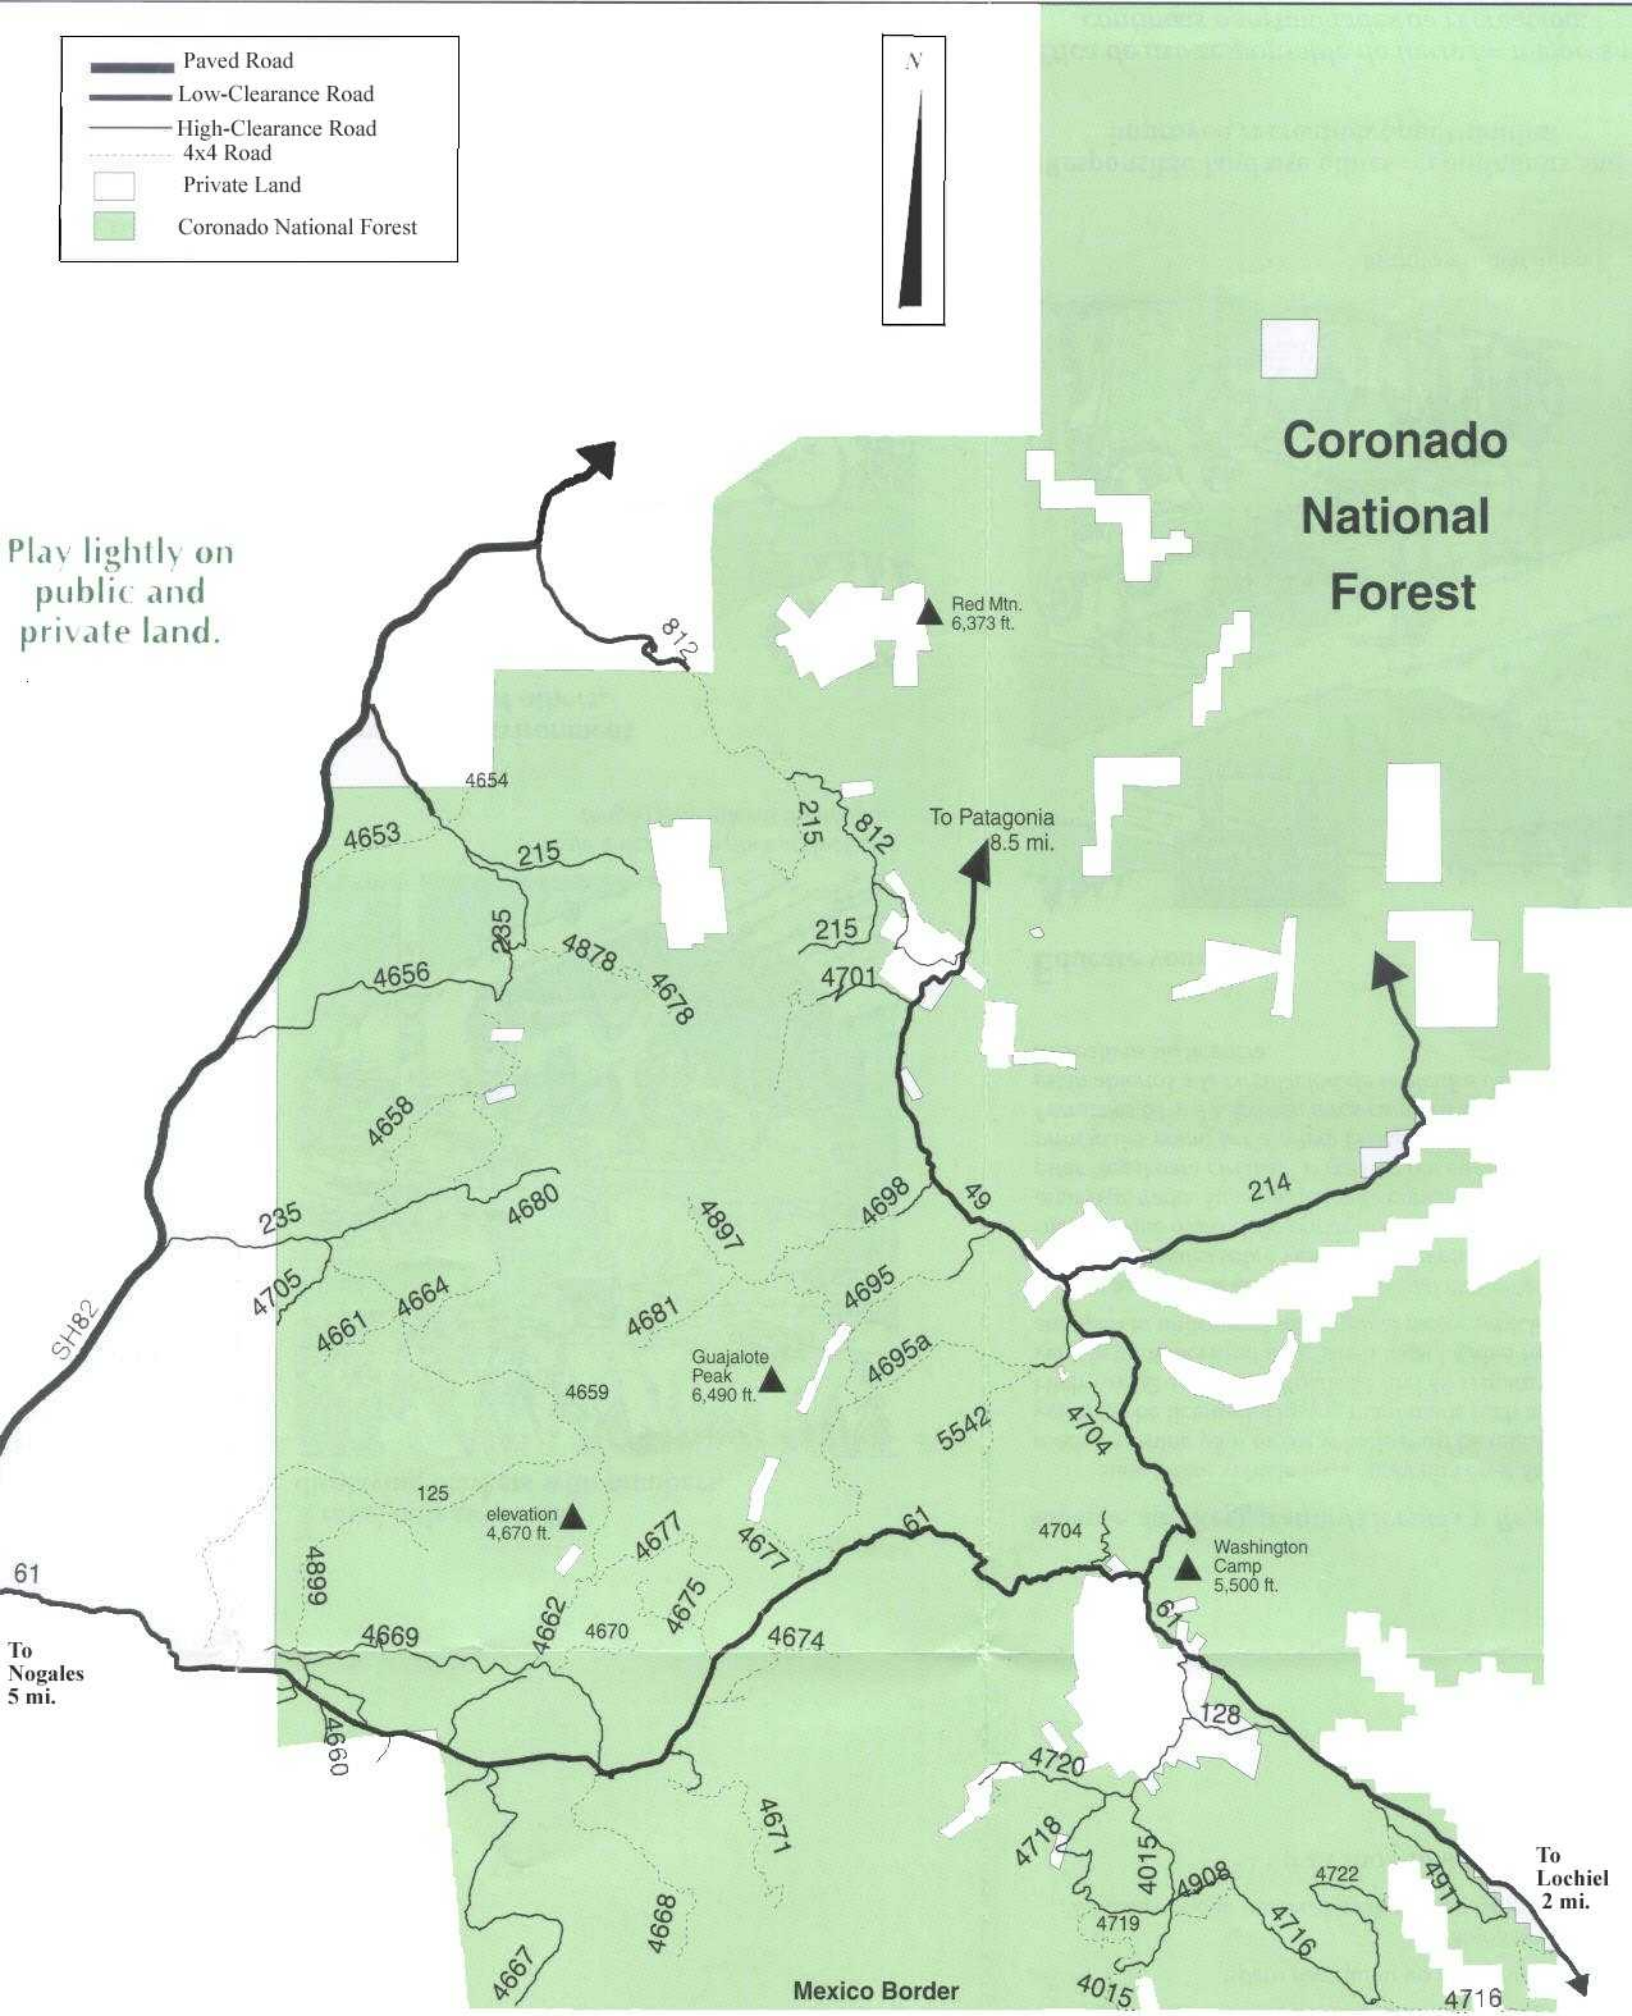 Paved Road
Low-Clearance Road
High-Clearance Road
4x4 Road
Private Land
Coronado National Forest
N
Coronado
National
Forest
Play lightly on
public and
private land.
Red Mtn.
6,373 ft.
812
4654
4653
215
215
812
To Patagonia
8.5 mi.
235
4878
4678
215
4701
4656
4658
235
4680
4897
4698
49
214
4705
4664
4661
4681
4695
SH82
Guajalote
Peak
6,490 ft.
4695a
4659
5542
4704
125
elevation
4,670 ft.
4677
4677
61
4704
Washington
Camp
5,500 ft.
61
4899
4662
4670
4675
61
4669
4674
To
Nogales
5 mi.
4660
128
4720
4671
4718
4015
4908
4722
4911
To
Lochiel
2 mi.
4668
4719
4716
4667
4015
Mexico Border
4716